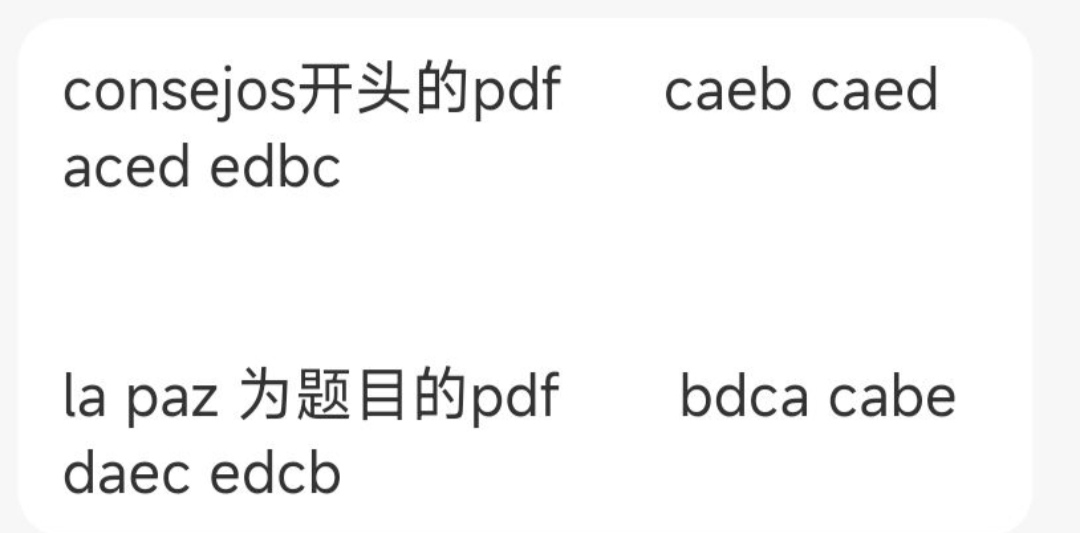 consejos开头的pdf caeb caed
aced edbc
la paz 为题目的pdf bdca cabe
daec edcb